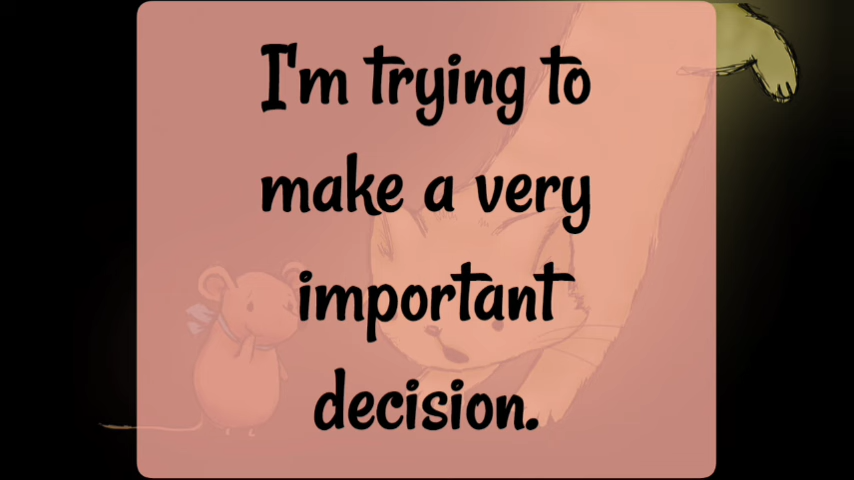 I'm trying to
make a very
important
decision.